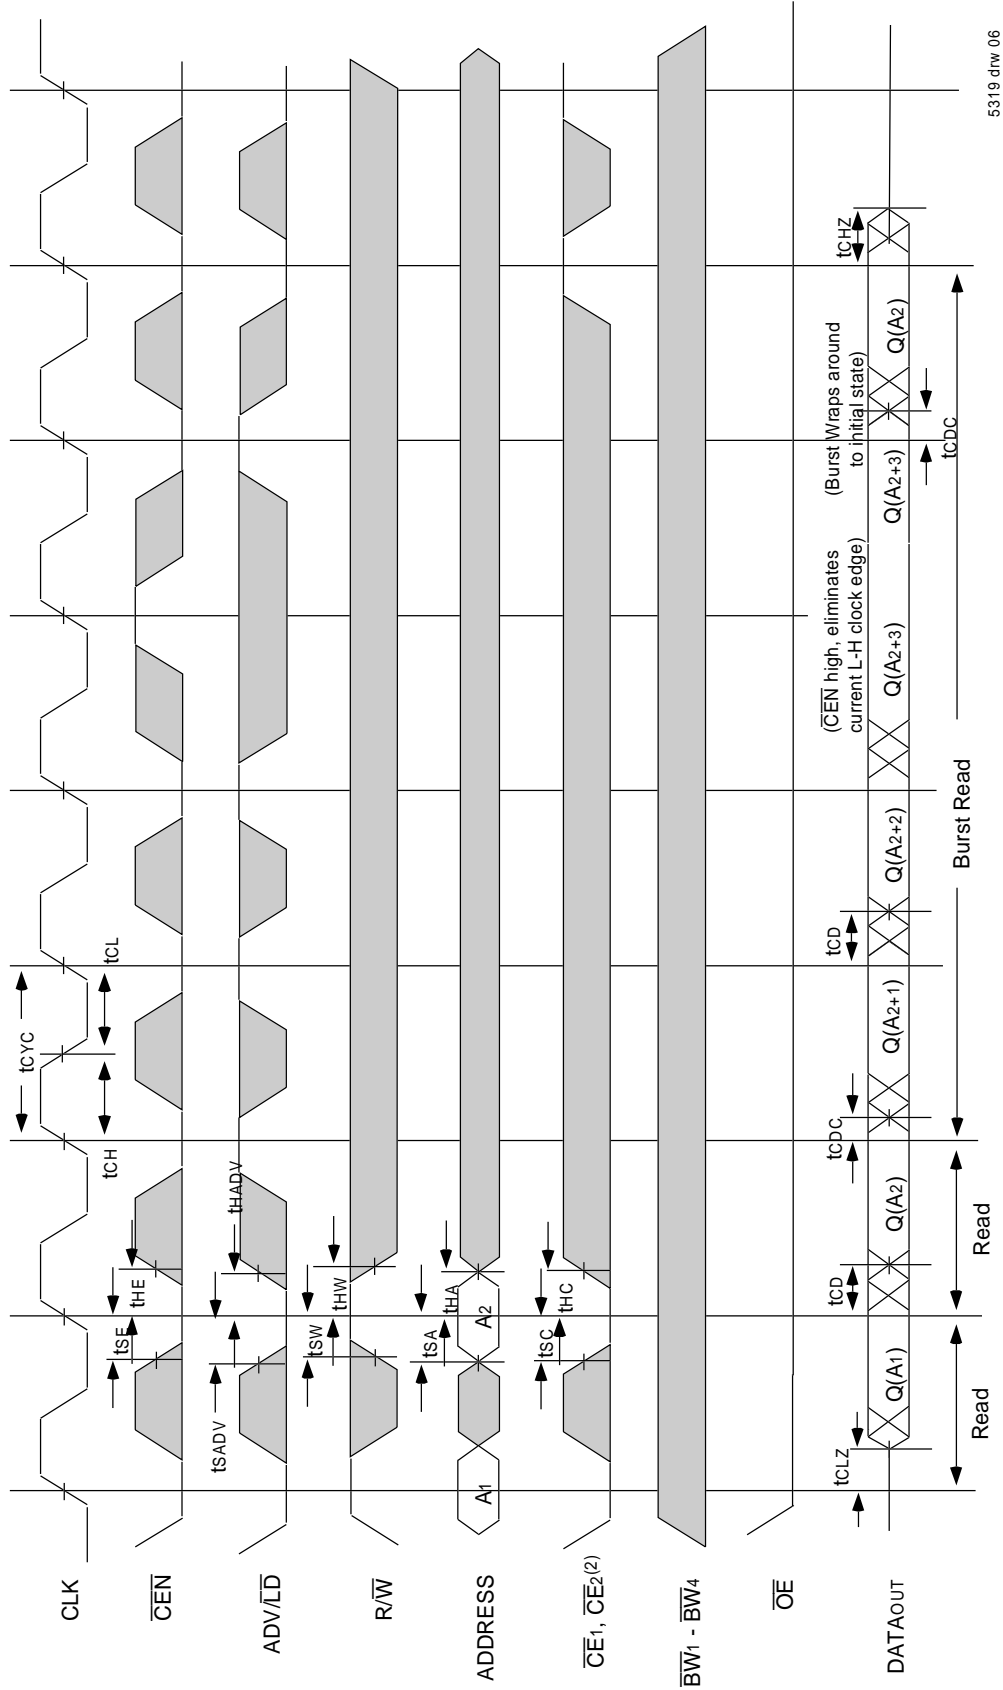 CLK
tCYC
tCH
tCL
CEN
tSE
tHE
ADV/LD
tSADV
tHADV
R/W
tSW
tHW
ADDRESS
A1
A2
tSA
tHA
CE1, CE2(2)
tSC
tHC
BW1 - BW4
OE
(CEN high, eliminates
current L-H clock edge)
(Burst Wraps around
to initial state)
tCLZ
tCD
tCDC
tCD
tCHZ
DATAOUT
Q(A1)
Q(A2)
Q(A2+1)
Q(A2+2)
Q(A2+3)
Q(A2+3)
Q(A2)
tCDC
Read
Read
Burst Read
5319 drw 06